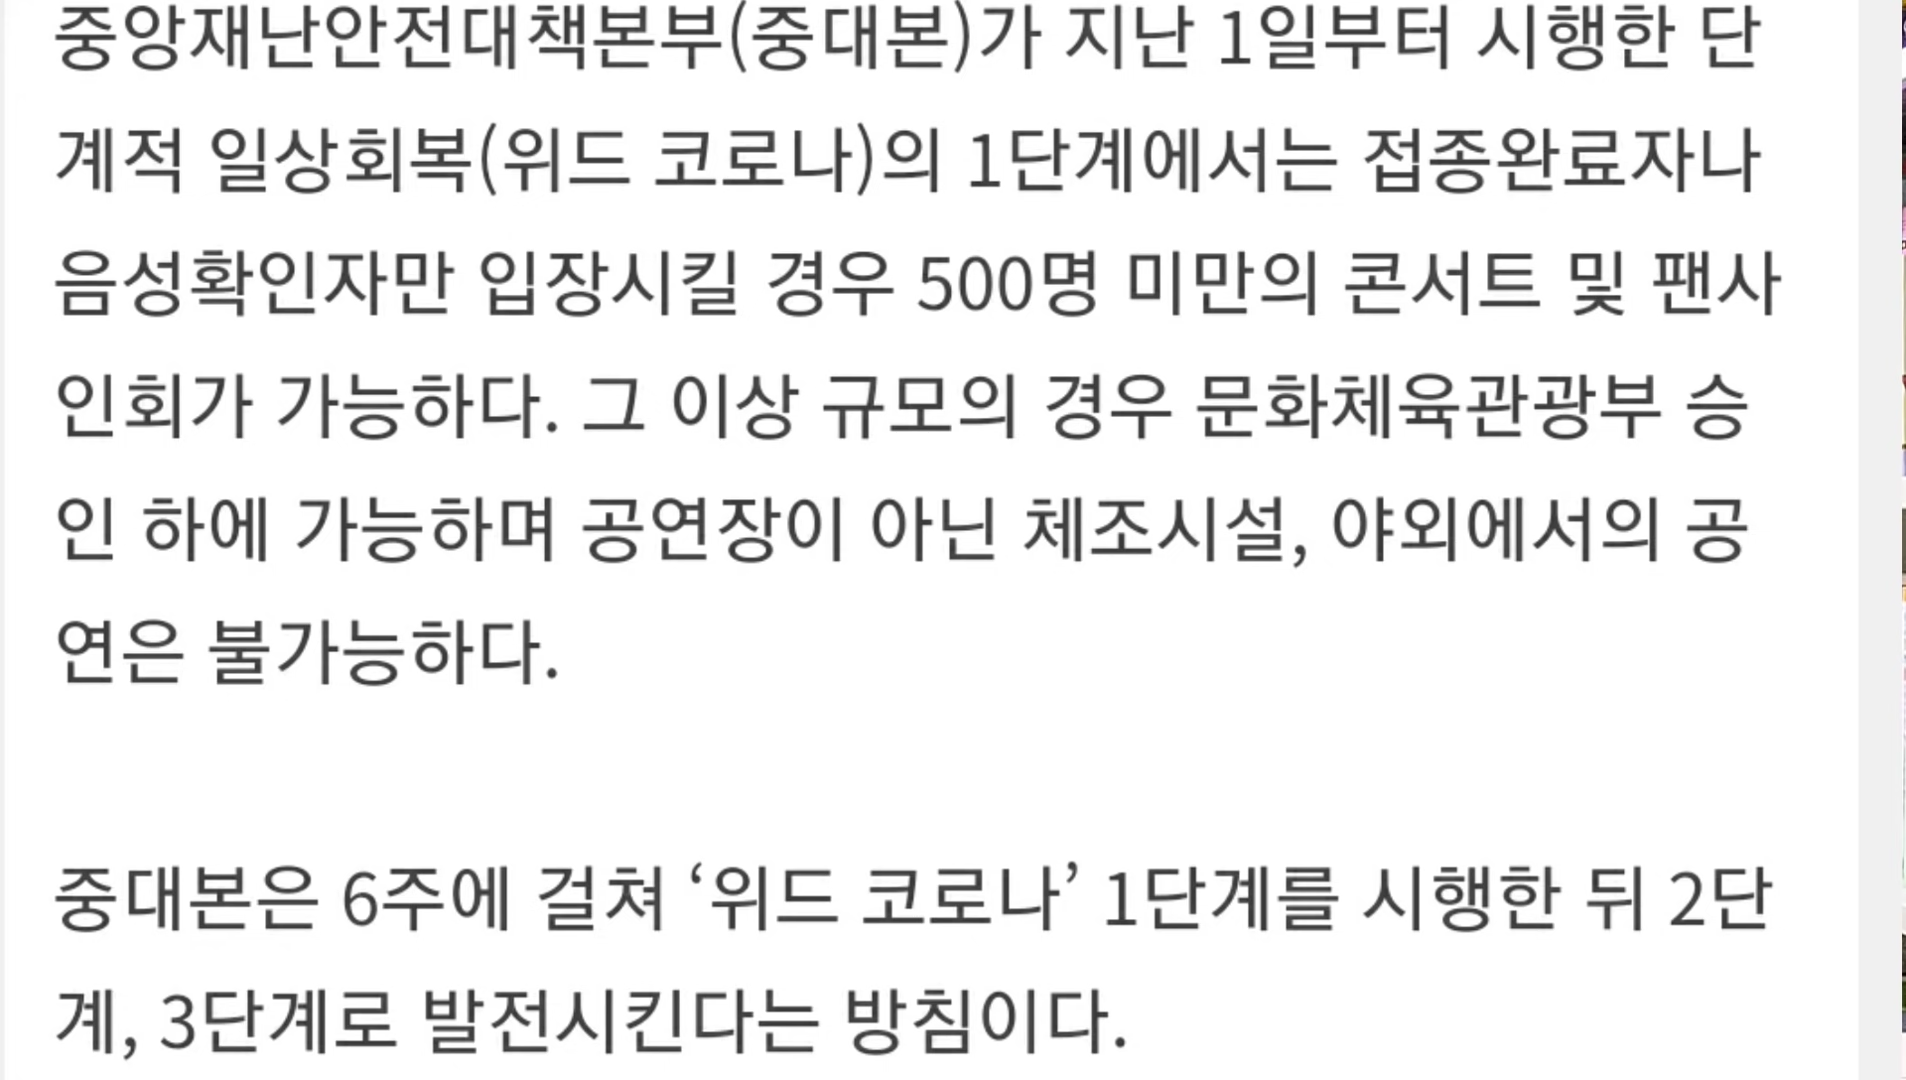 중앙재난안전대책본부(중대본)가 지난 1일부터 시행한 단
계적 일상회복(위드 코로나)의 1단계에서는 접종완료자나
음성확인자만 입장시킬 경우 500명 미만의 콘서트 및 팬사
인회가 가능하다. 그 이상 규모의 경우 문화체육관광부 승
인 하에 가능하며 공연장이 아닌 체조시설, 야외에서의 공
연은 불가능하다.
중대본은 6주에 걸쳐 ‘위드 코로나’ 1단계를 시행한 뒤 2단
계, 3단계로 발전시킨다는 방침이다.